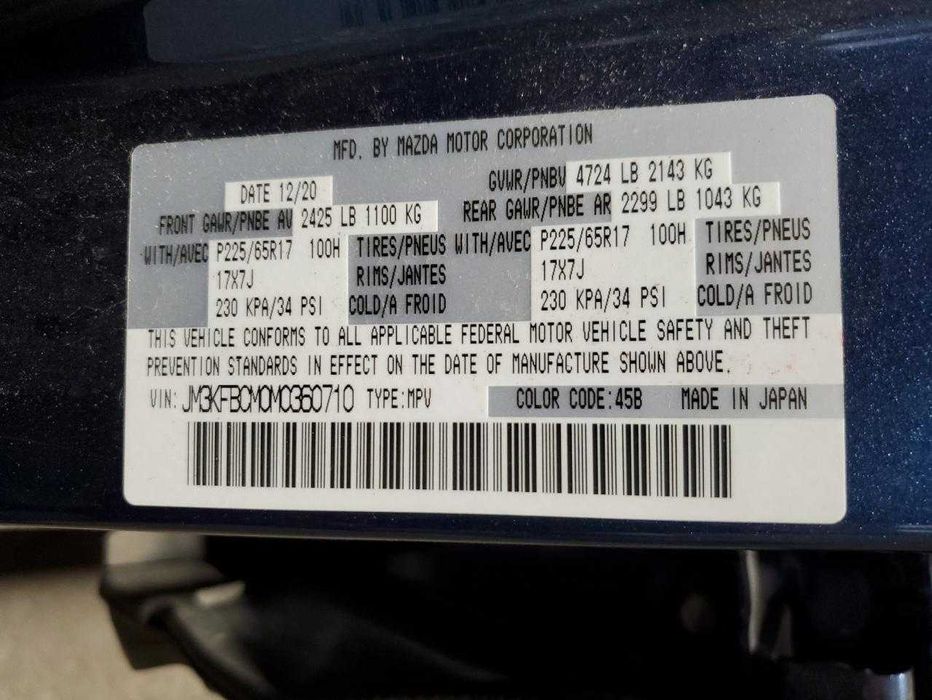 MFD. BY MAZDA MOTOR CORPORATION
DATE 12/20 GVWR/PNBV 4724 LB 2143 KG
FRONT GAWR/PNBE AV 2425 LB 1100 KG REAR GAWR/PNBE AR 2299 LB 1043 KG
WITH/AVEC P225/65R17 100H TIRES/PNEUS WITH/AVEC P225/65R17 100H TIRES/PNEUS
17X7J RIMS/JANTES 17X7J RIMS/JANTES
230 KPA/34 PSI COLD/A FROID 230 KPA/34 PSI COLD/A FROID
THIS VEHICLE CONFORMS TO ALL APPLICABLE FEDERAL MOTOR VEHICLE SAFETY AND THEFT
PREVENTION STANDARDS IN EFFECT ON THE DATE OF MANUFACTURE SHOWN ABOVE.
VIN: JM3KFBCM0M0360710 TYPE:MPV COLOR CODE:45B MADE IN JAPAN